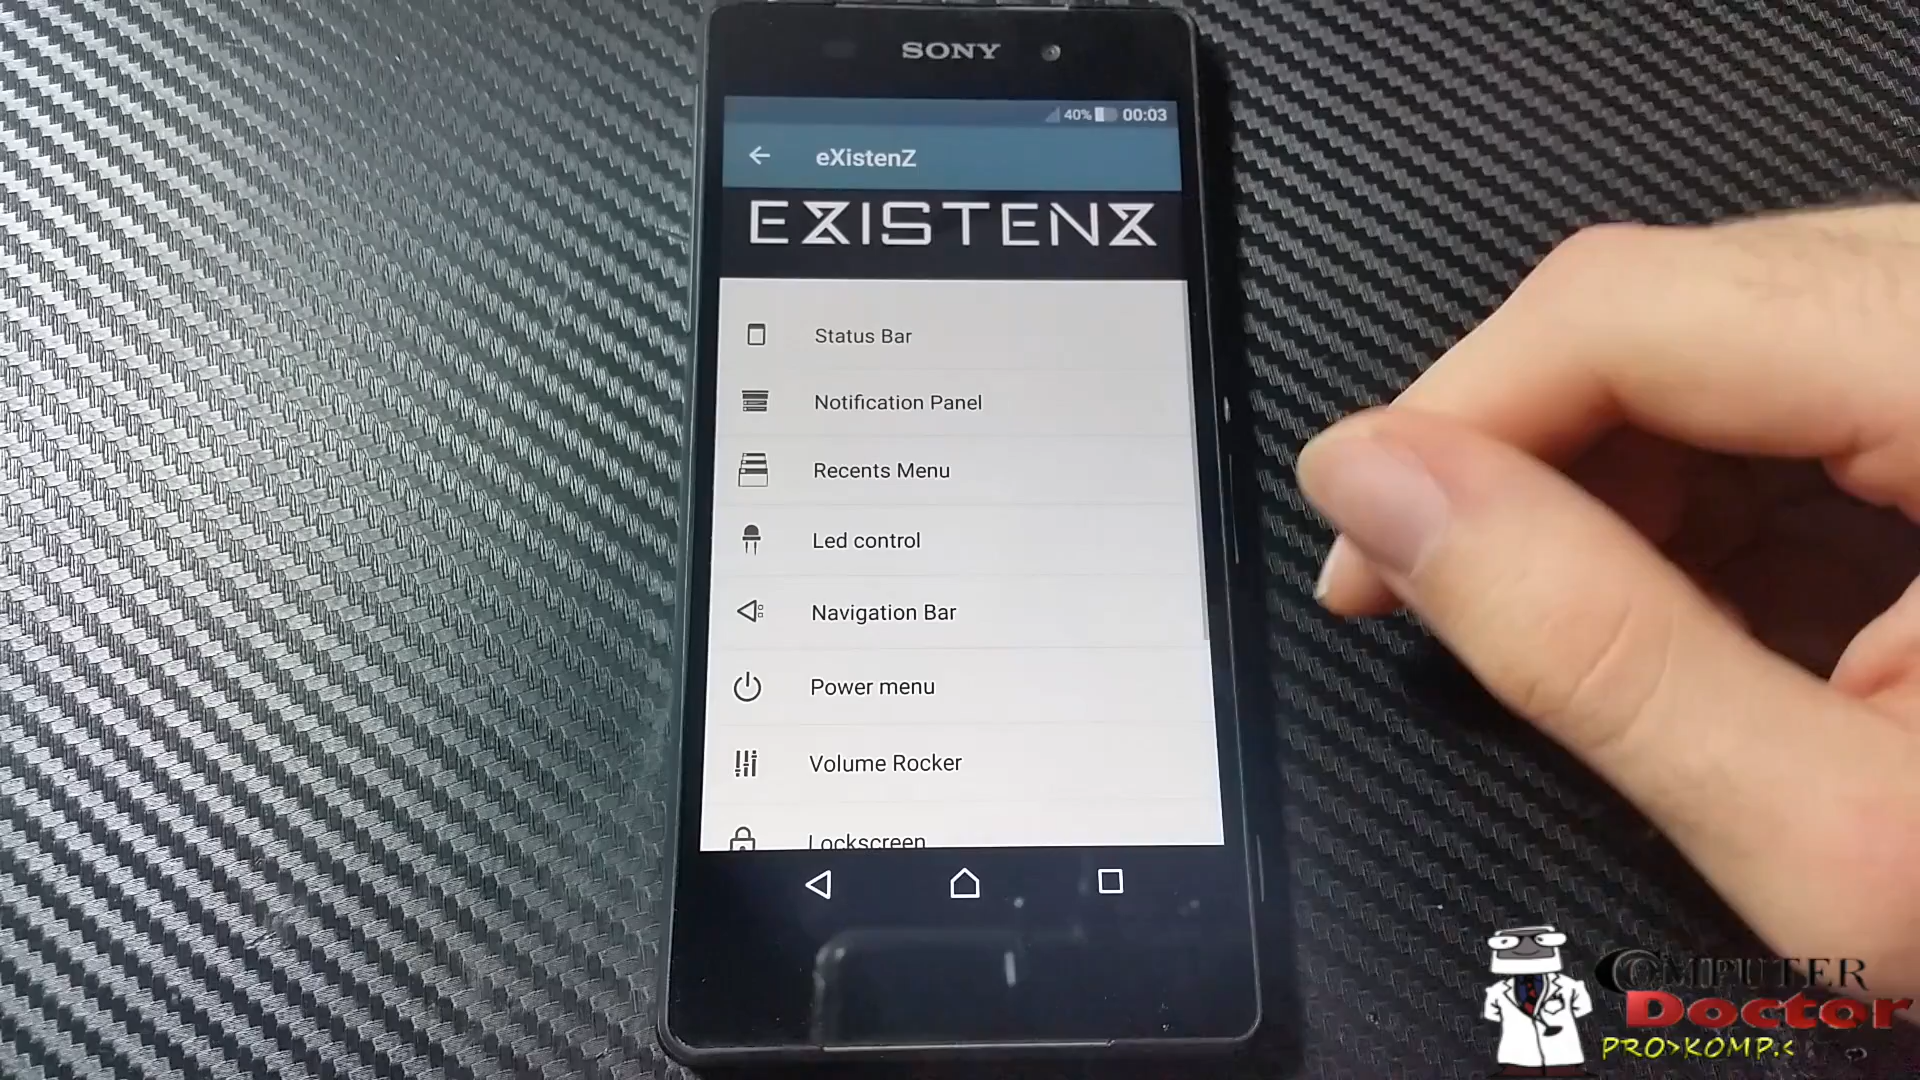 SONY
40% 00:03
eXistenZ
EXISTENZ
Status Bar
Notification Panel
Recents Menu
Led control
Navigation Bar
Power menu
Volume Rocker
Lockscreen
COMPUTER
Doctor
PRO>KOMP.<